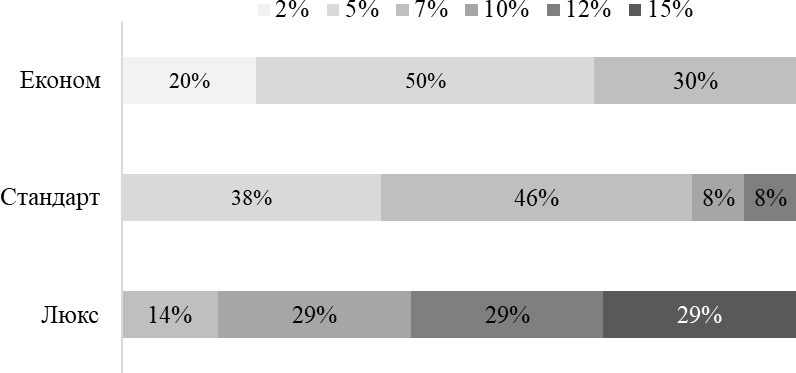 2% 5% 7% 10% 12% 15%
Економ 20% 50% 30%
Стандарт 38% 46% 8% 8%
Люкс 14% 29% 29% 29%